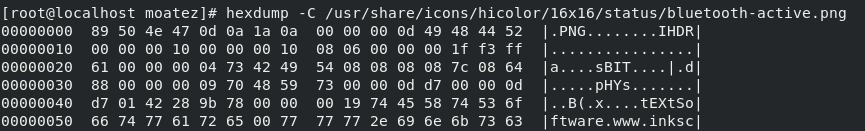 [root@localhost moatez]# hexdump -C /usr/share/icons/hicolor/16x16/status/bluetooth-active.png
00000000  89 50 4e 47 0d 0a 1a 0a  00 00 00 0d 49 48 44 52  |.PNG........IHDR|
00000010  00 00 00 10 00 00 00 10  08 06 00 00 00 1f f3 ff  |................|
00000020  61 00 00 00 04 73 42 49  54 08 08 08 08 7c 08 64  |a....sBIT....|.d|
00000030  88 00 00 00 09 70 48 59  73 00 00 0d d7 00 00 0d  |.....pHYs.......|
00000040  d7 01 42 28 9b 78 00 00  00 19 74 45 58 74 53 6f  |..B(.x....tEXtSo|
00000050  66 74 77 61 72 65 00 77  77 77 2e 69 6e 6b 73 63  |ftware.www.inksc|